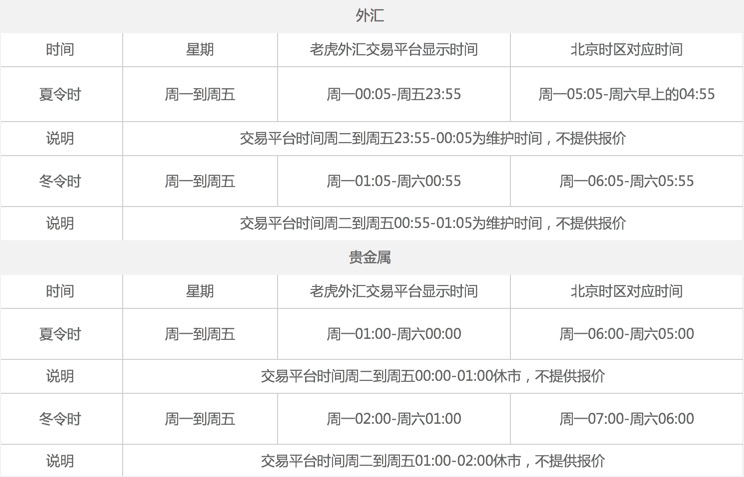 外汇
时间 星期 老虎外汇交易平台显示时间 北京时区对应时间
夏令时 周一到周五 周一00:05-周五23:55 周一05:05-周六早上的04:55
说明 交易平台时间周二到周五23:55-00:05为维护时间，不提供报价
冬令时 周一到周五 周一01:05-周六00:55 周一06:05-周六05:55
说明 交易平台时间周二到周五00:55-01:05为维护时间，不提供报价
贵金属
时间 星期 老虎外汇交易平台显示时间 北京时区对应时间
夏令时 周一到周五 周一01:00-周六00:00 周一06:00-周六05:00
说明 交易平台时间周二到周五00:00-01:00休市，不提供报价
冬令时 周一到周五 周一02:00-周六01:00 周一07:00-周六06:00
说明 交易平台时间周二到周五01:00-02:00休市，不提供报价